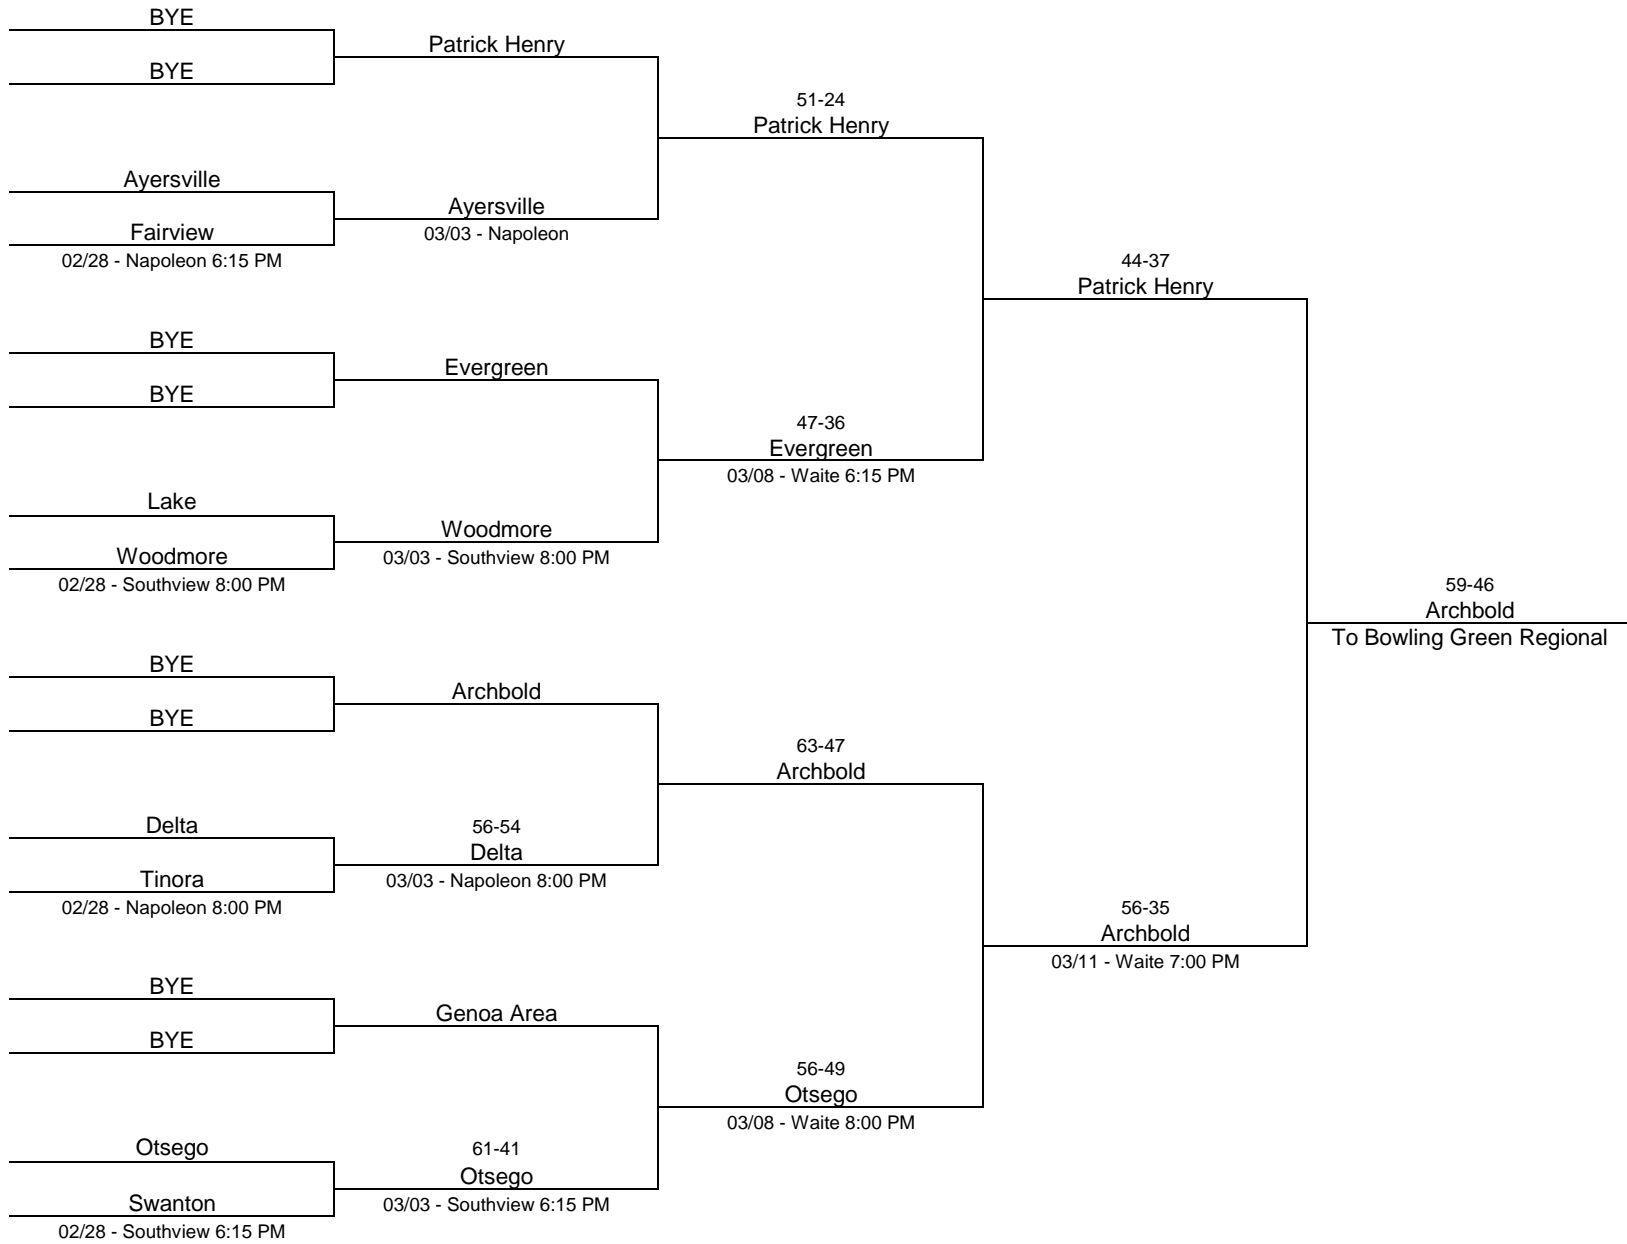 BYE
BYE
Ayersville
Fairview
02/28 - Napoleon 6:15 PM
BYE
BYE
Lake
Woodmore
02/28 - Southview 8:00 PM
BYE
BYE
Delta
Tinora
02/28 - Napoleon 8:00 PM
BYE
BYE
Otsego
Swanton
02/28 - Southview 6:15 PM
Patrick Henry
Ayersville
03/03 - Napoleon
Evergreen
Woodmore
03/03 - Southview 8:00 PM
Archbold
56-54
Delta
03/03 - Napoleon 8:00 PM
Genoa Area
61-41
Otsego
03/03 - Southview 6:15 PM
51-24
Patrick Henry
47-36
Evergreen
03/08 - Waite 6:15 PM
63-47
Archbold
56-49
Otsego
03/08 - Waite 8:00 PM
44-37
Patrick Henry
56-35
Archbold
03/11 - Waite 7:00 PM
59-46
Archbold
To Bowling Green Regional